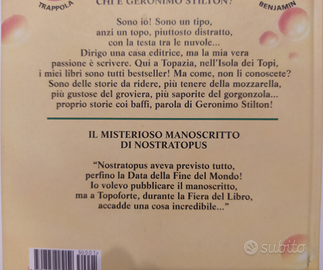 CHI È GERONIMO STILTON?
TRAPPOLA
BENJAMIN
Sono io! Sono un tipo,
anzi un topo, piuttosto distratto,
con la testa tra le nuvole...
Dirigo una casa editrice, ma la mia vera
passione è scrivere. Qui a Topazia, nell'Isola dei Topi,
i miei libri sono tutti bestseller! Ma come, non li conoscete?
Sono delle storie da ridere, più tenere della mozzarella,
più gustose del groviera, più saporite del gorgonzola...
proprio storie coi baffi, parola di Geronimo Stilton!
IL MISTERIOSO MANOSCRITTO
DI NOSTRATOPUS
"Nostratopus aveva previsto tutto,
perfino la Data della Fine del Mondo!
Io volevo pubblicare il manoscritto,
ma a Topoforte, durante la Fiera del Libro,
accadde una cosa incredibile..."
subito